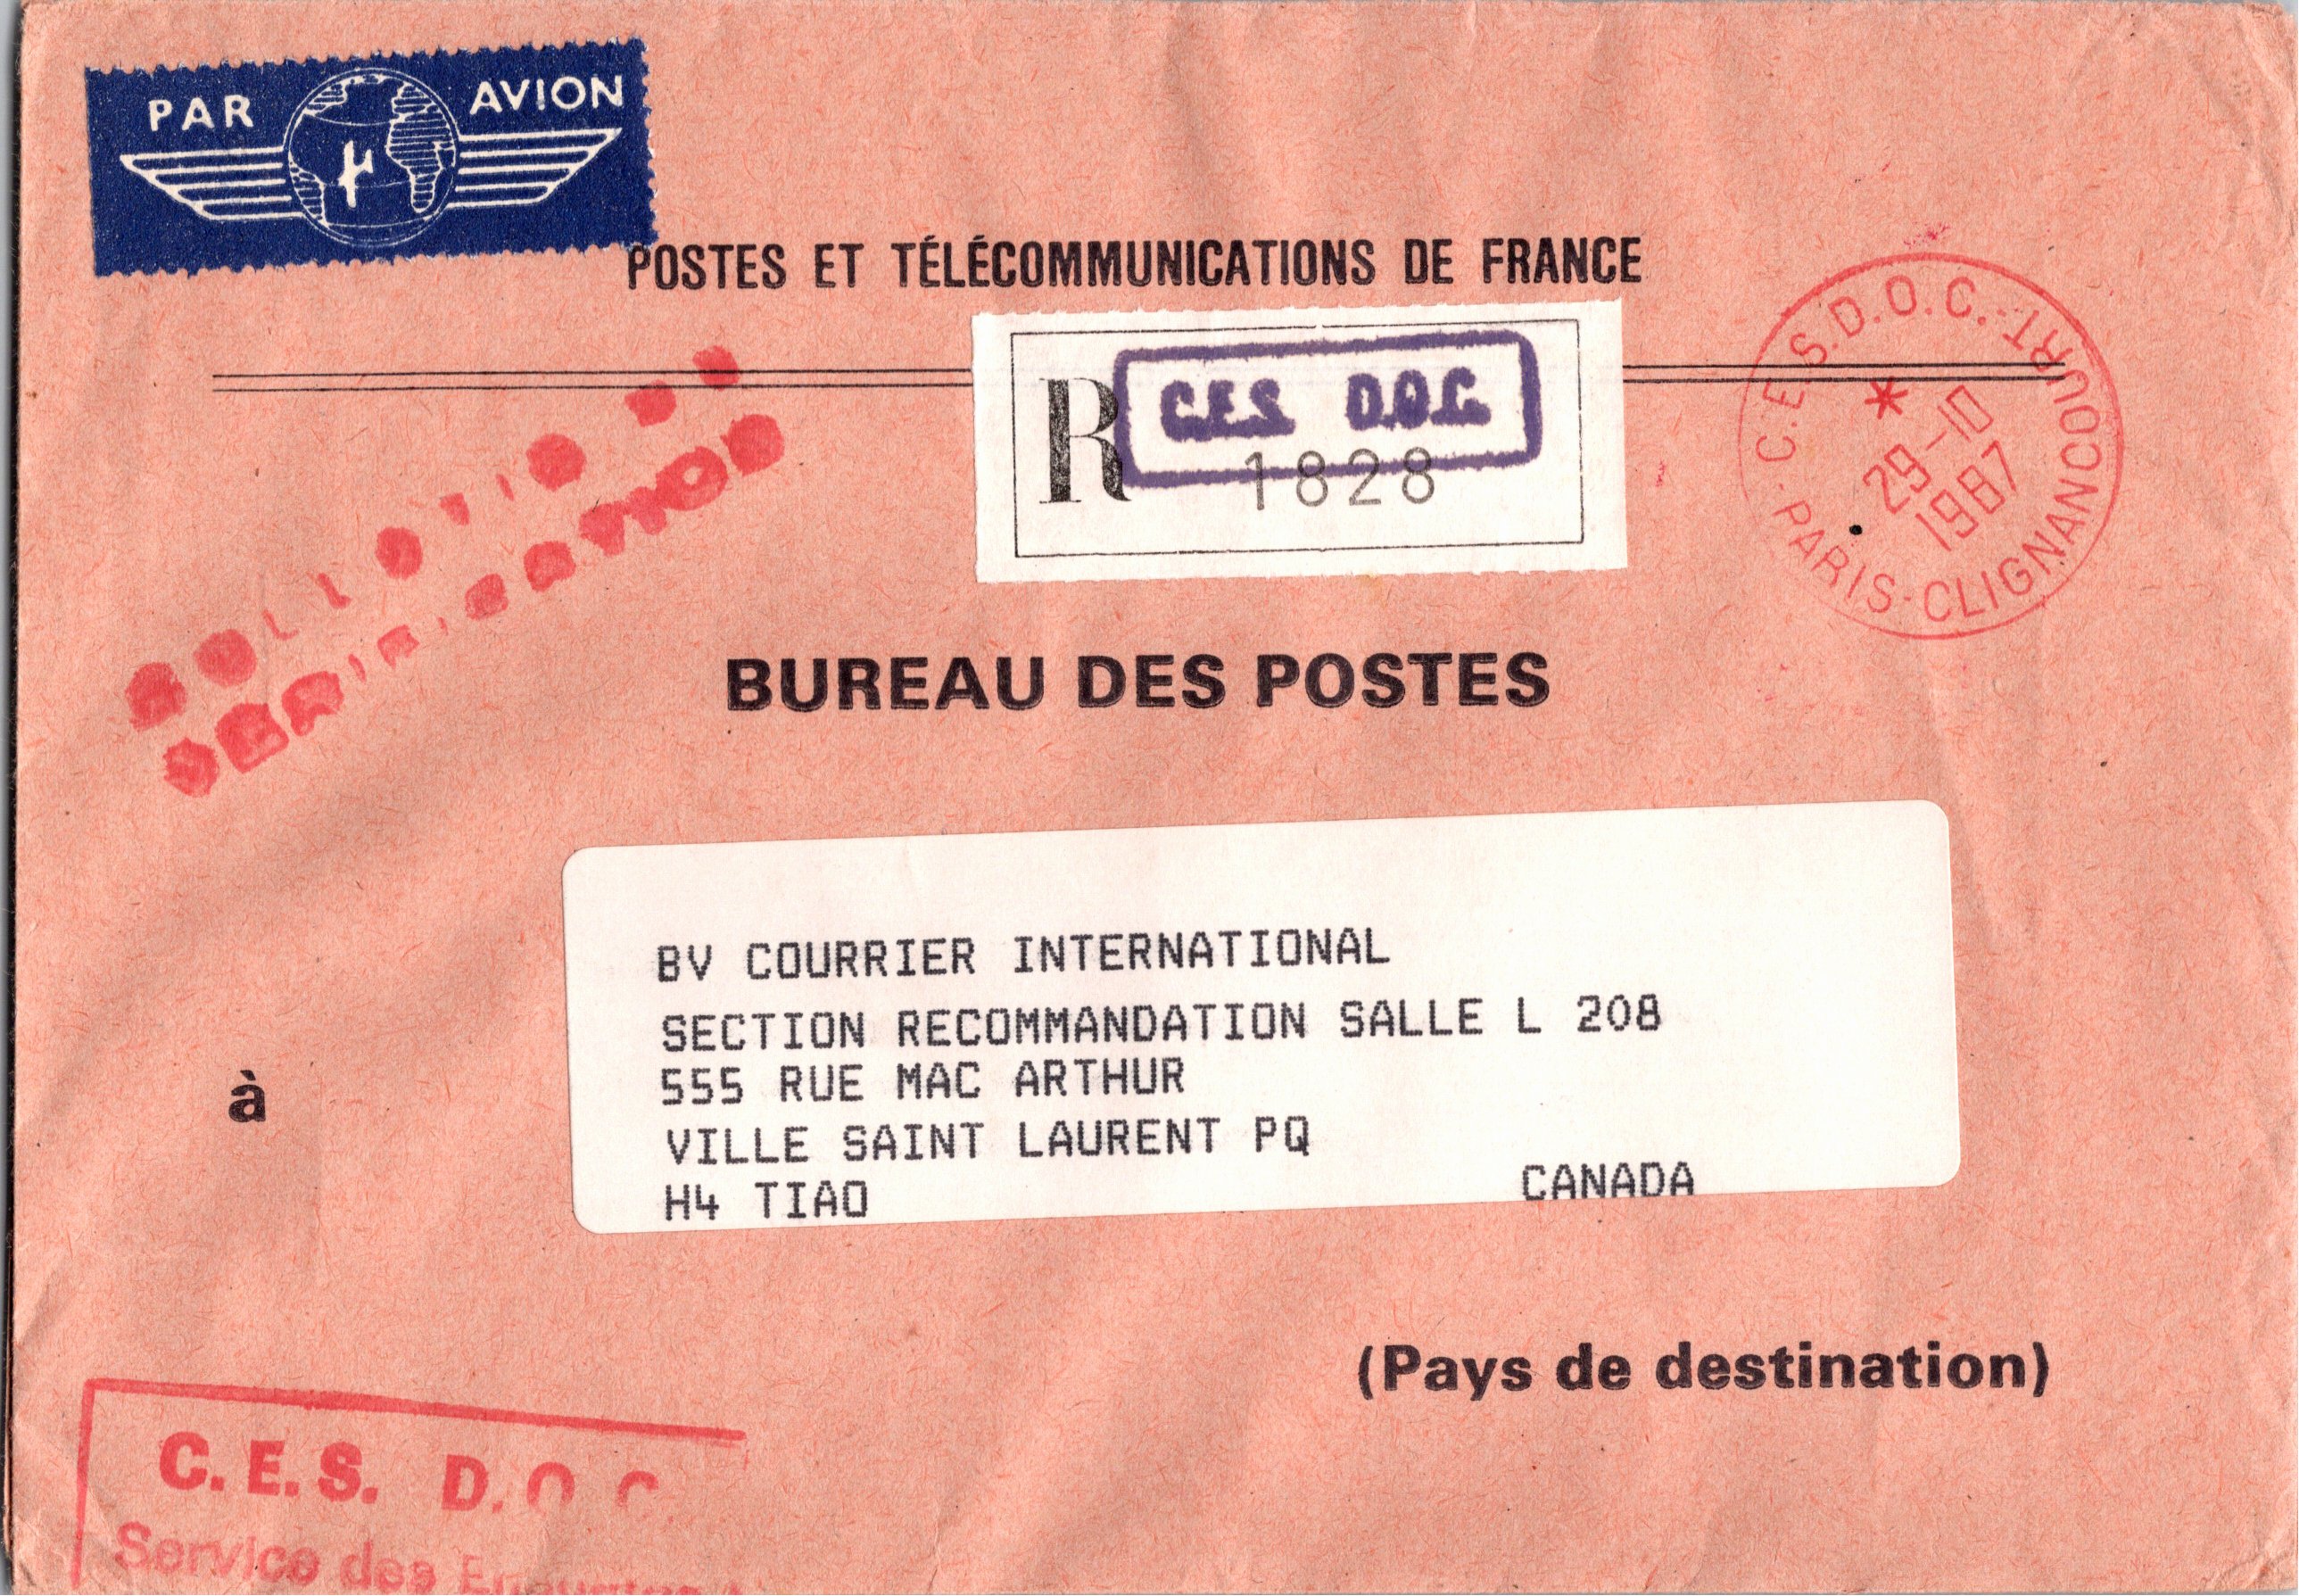 PAR AVION
POSTES ET TÉLÉCOMMUNICATIONS DE FRANCE
R C.E.S. D.O.C.
1828
C.E.S.D.O.C. TRI
29-10
1987
PARIS-CLIGNANCOURT
BUREAU DES POSTES
BV COURRIER INTERNATIONAL
SECTION RECOMMANDATION SALLE L 208
555 RUE MAC ARTHUR
VILLE SAINT LAURENT PQ
H4 TIAO CANADA
à
(Pays de destination)
C.E.S. D.O.C.
Service des